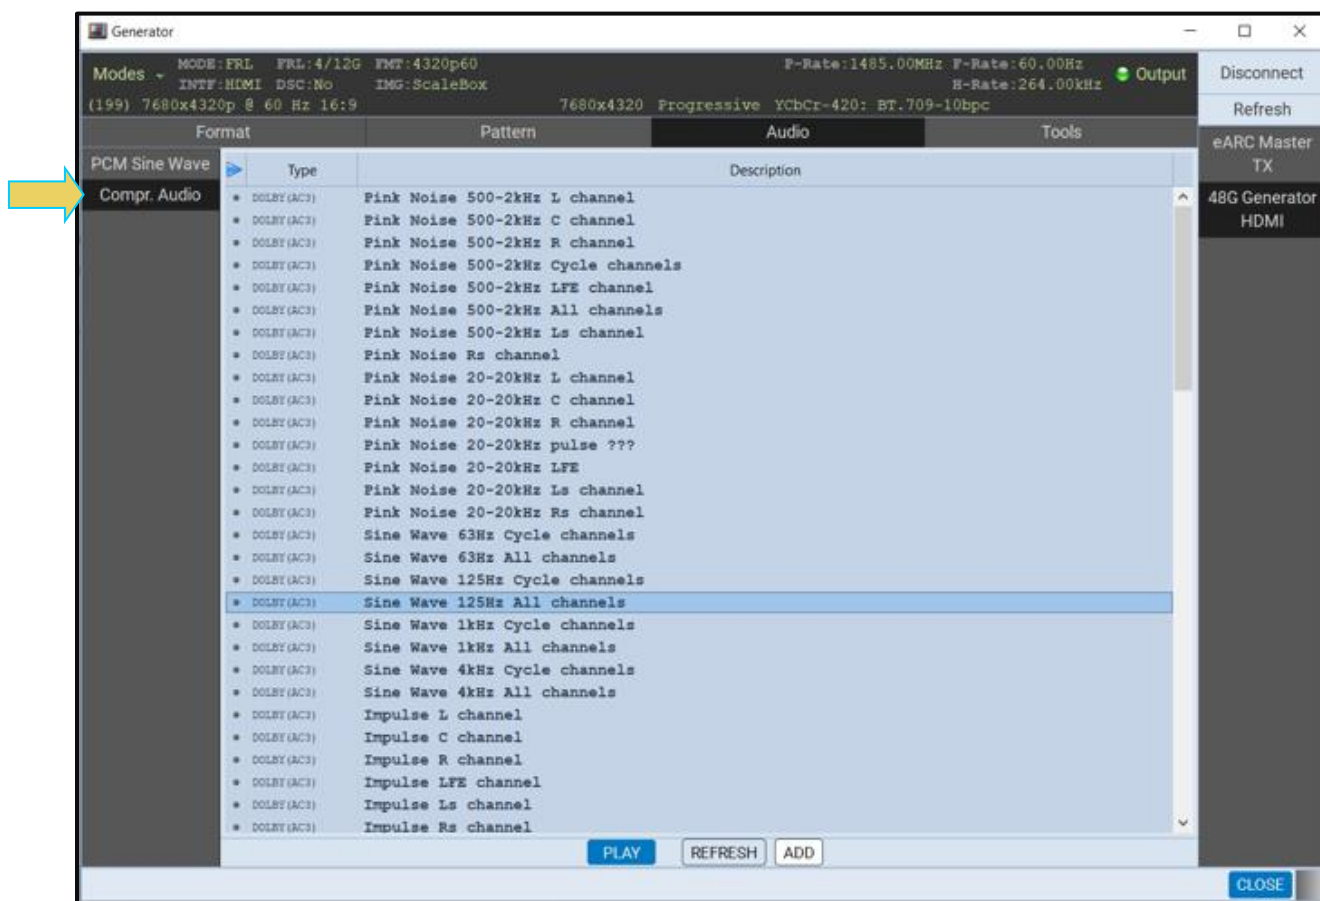 Generator
Modes MODE:FRL FRL:4/12G FMT:4320p60 P-Rate:1485.00MHz F-Rate:60.00Hz Output
INTF:HDMI DSC:No IMG:ScaleBox H-Rate:264.00kHz
(199) 7680x4320p @ 60 Hz 16:9 7680x4320 Progressive YCbCr-420: BT.709-10bpc
Disconnect
Refresh
eARC Master
TX
48G Generator
HDMI
Format Pattern Audio Tools
PCM Sine Wave
Compr. Audio
Type Description
DOLBY(AC3) Pink Noise 500-2kHz L channel
DOLBY(AC3) Pink Noise 500-2kHz C channel
DOLBY(AC3) Pink Noise 500-2kHz R channel
DOLBY(AC3) Pink Noise 500-2kHz Cycle channels
DOLBY(AC3) Pink Noise 500-2kHz LFE channel
DOLBY(AC3) Pink Noise 500-2kHz All channels
DOLBY(AC3) Pink Noise 500-2kHz Ls channel
DOLBY(AC3) Pink Noise Rs channel
DOLBY(AC3) Pink Noise 20-20kHz L channel
DOLBY(AC3) Pink Noise 20-20kHz C channel
DOLBY(AC3) Pink Noise 20-20kHz R channel
DOLBY(AC3) Pink Noise 20-20kHz pulse ???
DOLBY(AC3) Pink Noise 20-20kHz LFE
DOLBY(AC3) Pink Noise 20-20kHz Ls channel
DOLBY(AC3) Pink Noise 20-20kHz Rs channel
DOLBY(AC3) Sine Wave 63Hz Cycle channels
DOLBY(AC3) Sine Wave 63Hz All channels
DOLBY(AC3) Sine Wave 125Hz Cycle channels
DOLBY(AC3) Sine Wave 125Hz All channels
DOLBY(AC3) Sine Wave 1kHz Cycle channels
DOLBY(AC3) Sine Wave 1kHz All channels
DOLBY(AC3) Sine Wave 4kHz Cycle channels
DOLBY(AC3) Sine Wave 4kHz All channels
DOLBY(AC3) Impulse L channel
DOLBY(AC3) Impulse C channel
DOLBY(AC3) Impulse R channel
DOLBY(AC3) Impulse LFE channel
DOLBY(AC3) Impulse Ls channel
DOLBY(AC3) Impulse Rs channel
PLAY REFRESH ADD
CLOSE